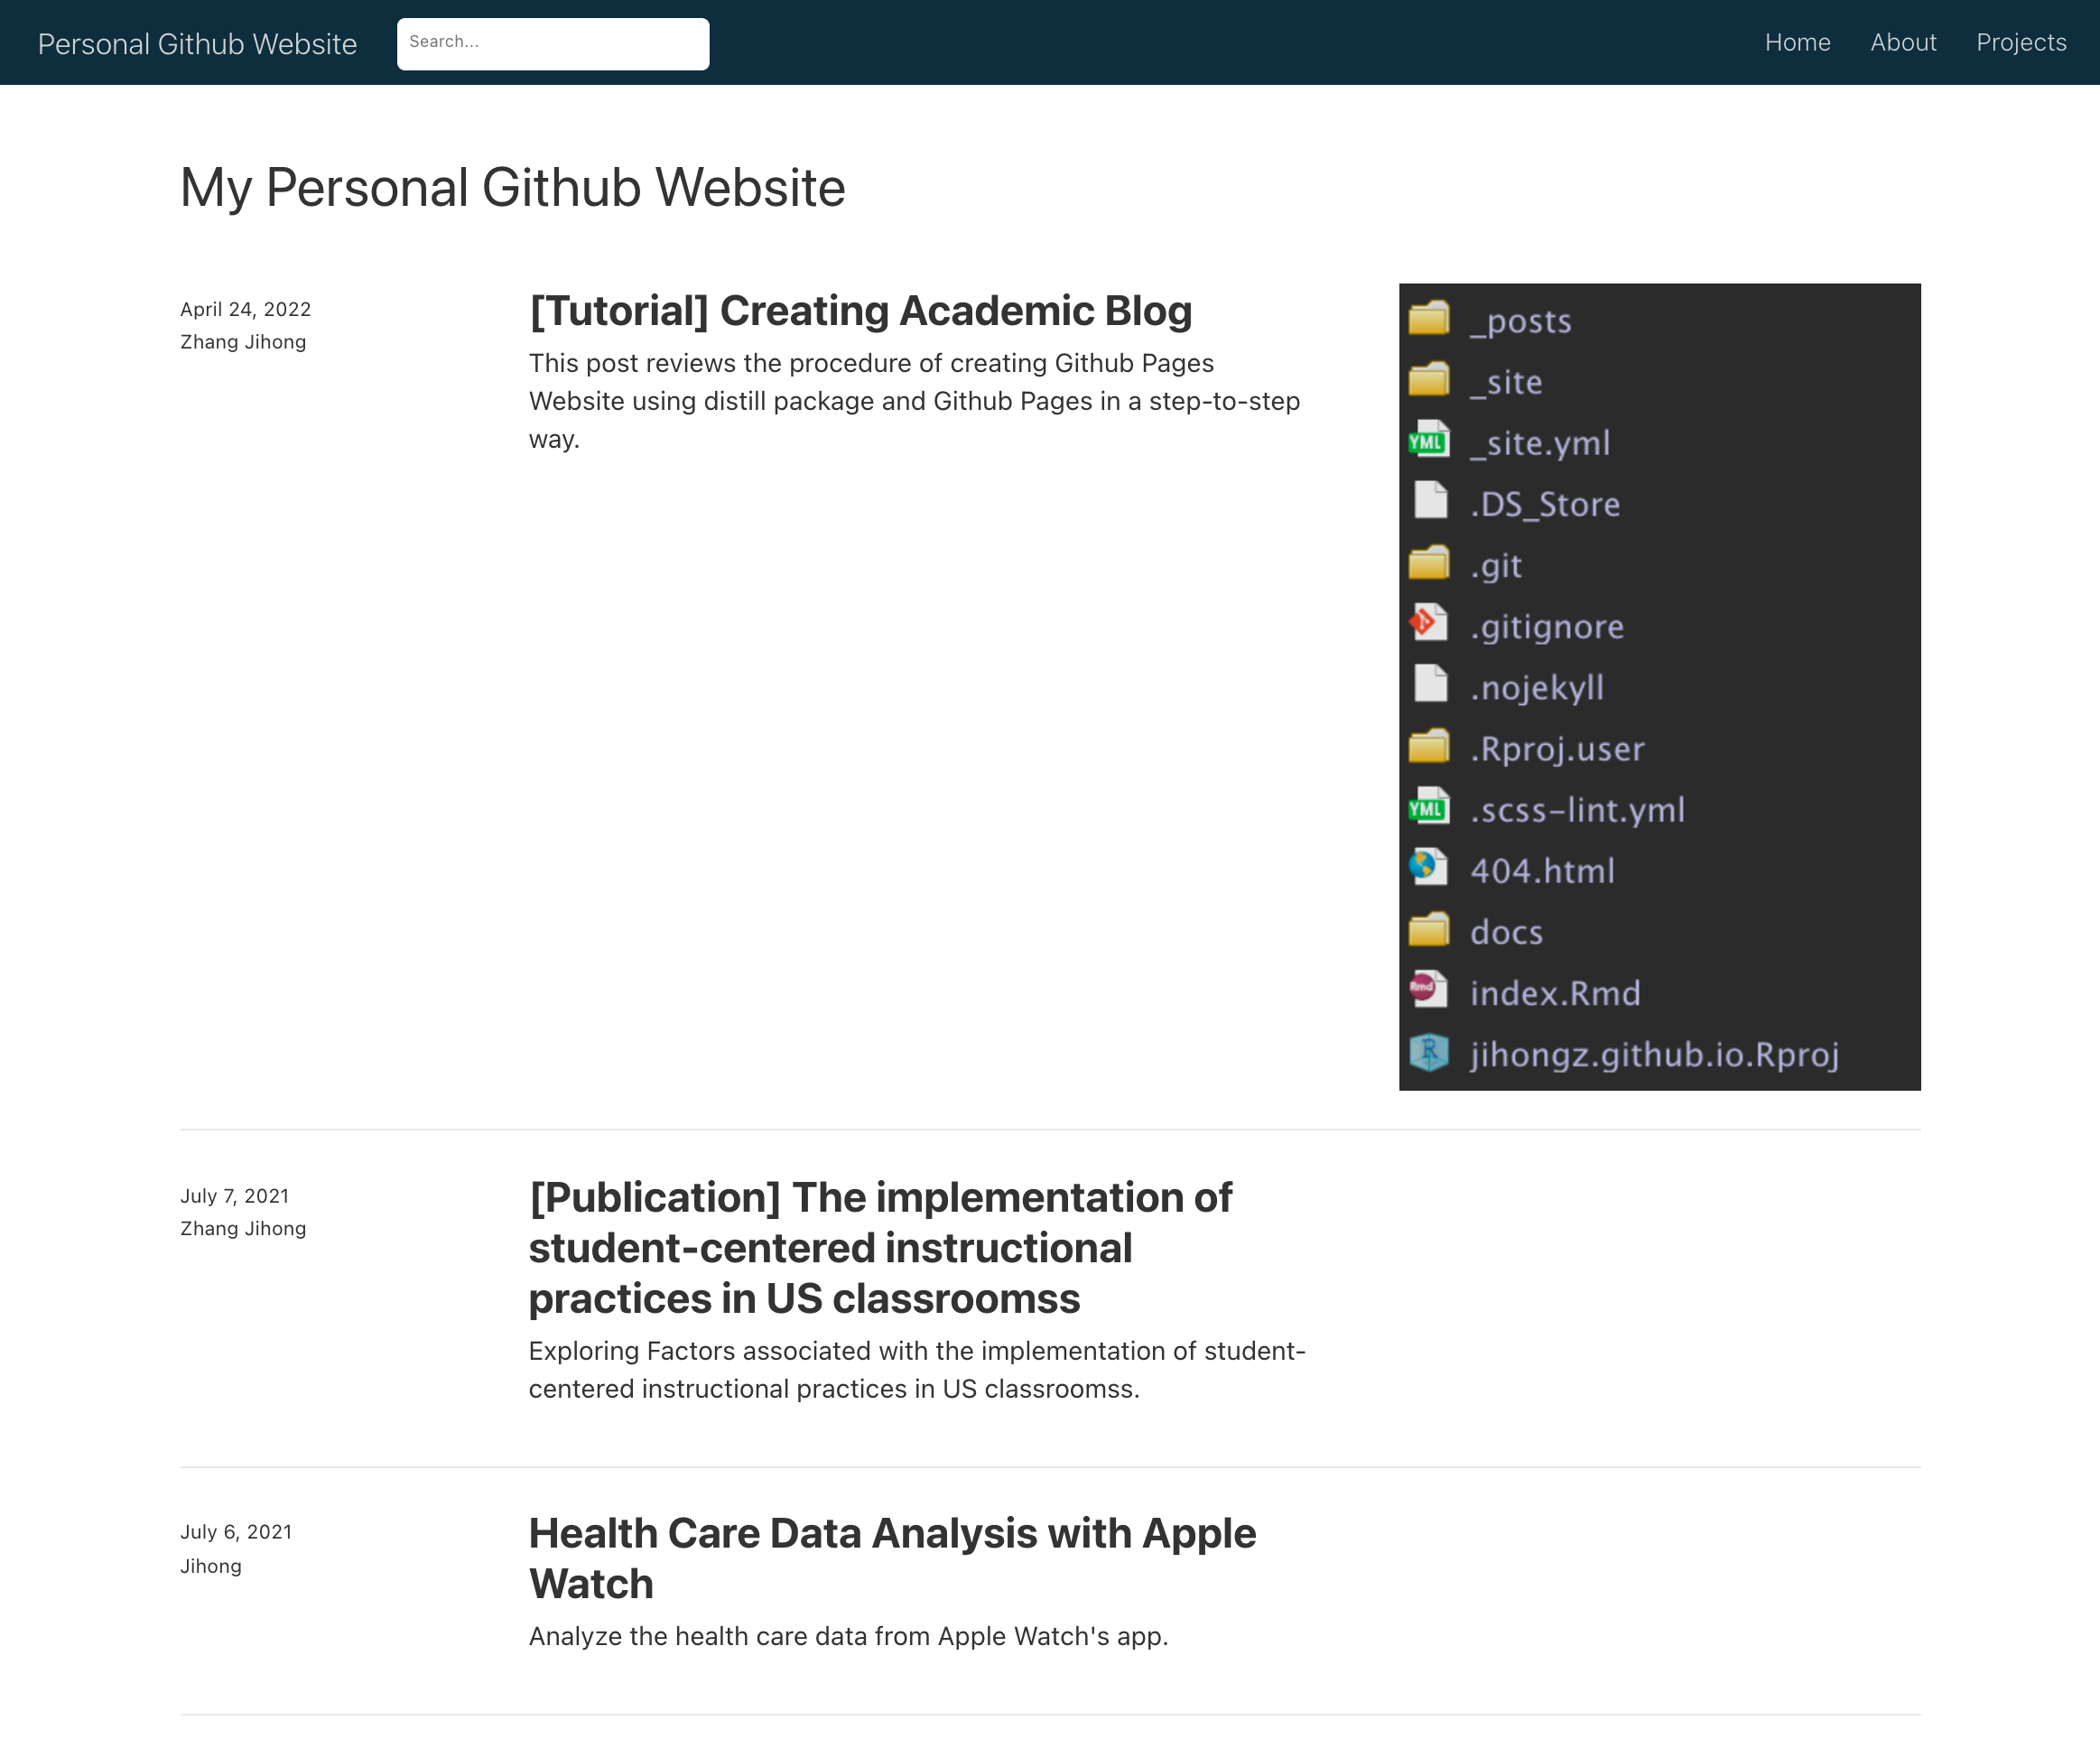 Personal Github Website
Search...
Home
About
Projects
My Personal Github Website
April 24, 2022
Zhang Jihong
[Tutorial] Creating Academic Blog
This post reviews the procedure of creating Github Pages
Website using distill package and Github Pages in a step-to-step
way.
_posts
_site
YML _site.yml
.DS_Store
.git
.gitignore
.nojekyll
.Rproj.user
YML .scss-lint.yml
404.html
docs
Rmd index.Rmd
R jihongz.github.io.Rproj
July 7, 2021
Zhang Jihong
[Publication] The implementation of
student-centered instructional
practices in US classroomss
Exploring Factors associated with the implementation of student-
centered instructional practices in US classroomss.
July 6, 2021
Jihong
Health Care Data Analysis with Apple
Watch
Analyze the health care data from Apple Watch's app.